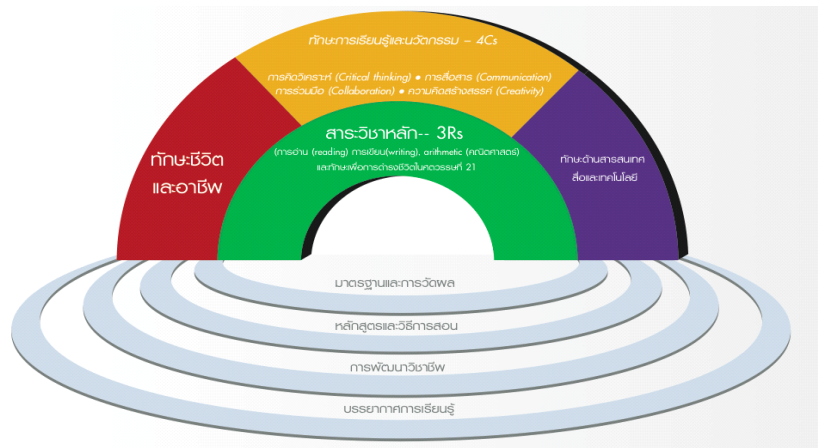 ทักษะการเรียนรู้และนวัตกรรม – 4Cs
การคิดวิเคราะห์ (Critical thinking) ● การสื่อสาร (Communication)
การร่วมมือ (Collaboration) ● ความคิดสร้างสรรค์ (Creativity)
สาระวิชาหลัก-- 3Rs
(การอ่าน (reading) การเขียน(writing), arithmetic (คณิตศาสตร์)
และทักษะเพื่อการดำรงชีวิตในศตวรรษที่ 21
ทักษะชีวิต
และอาชีพ
ทักษะด้านสารสนเทศ
สื่อและเทคโนโลยี
มาตรฐานและการวัดผล
หลักสูตรและวิธีการสอน
การพัฒนาวิชาชีพ
บรรยากาศการเรียนรู้